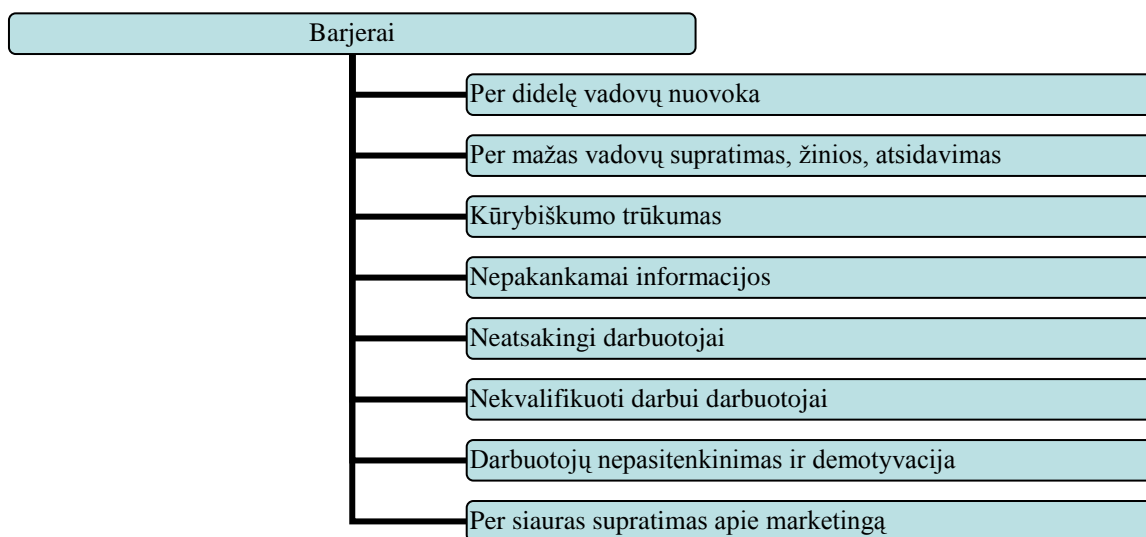 Barjerai
Per didelę vadovų nuovoka
Per mažas vadovų supratimas, žinios, atsidavimas
Kūrybiškumo trūkumas
Nepakankamai informacijos
Neatsakingi darbuotojai
Nekvalifikuoti darbui darbuotojai
Darbuotojų nepasitenkinimas ir demotyvacija
Per siauras supratimas apie marketingą